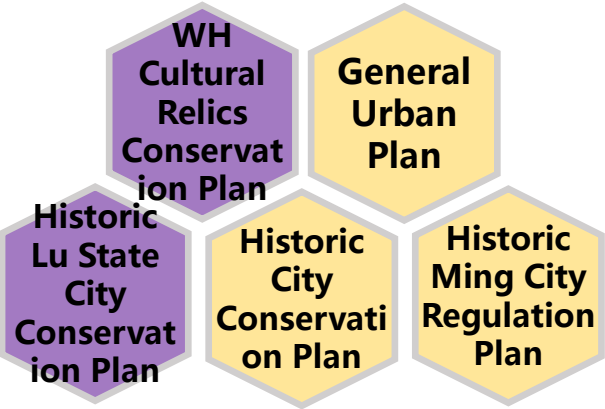 WH
Cultural
Relics
Conservat
ion Plan
General
Urban
Plan
Historic
Lu State
City
Conservat
ion Plan
Historic
City
Conservati
on Plan
Historic
Ming City
Regulation
Plan